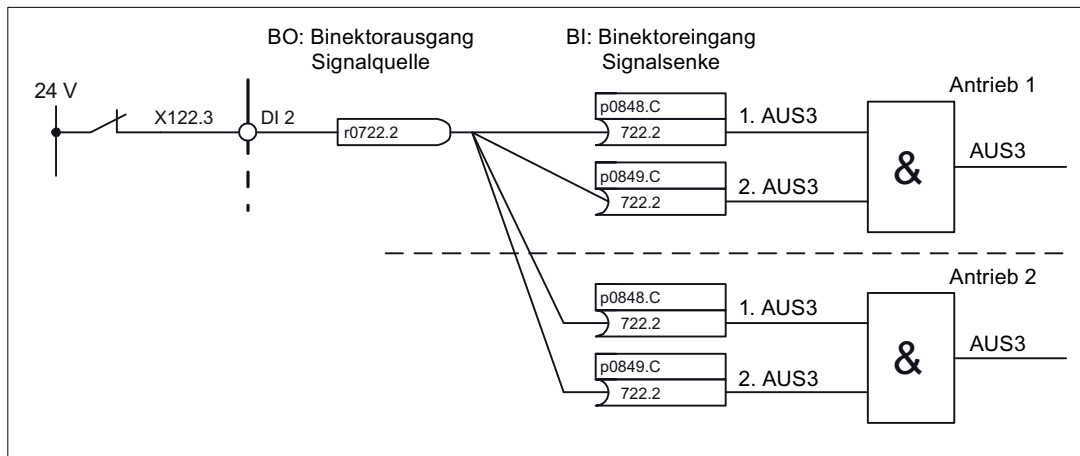 BO: Binektorausgang
Signalquelle
BI: Binektoreingang
Signalsenke
24 V
X122.3
DI 2
r0722.2
p0848.C
722.2
1. AUS3
p0849.C
722.2
2. AUS3
Antrieb 1
&
AUS3
p0848.C
722.2
1. AUS3
p0849.C
722.2
2. AUS3
Antrieb 2
&
AUS3